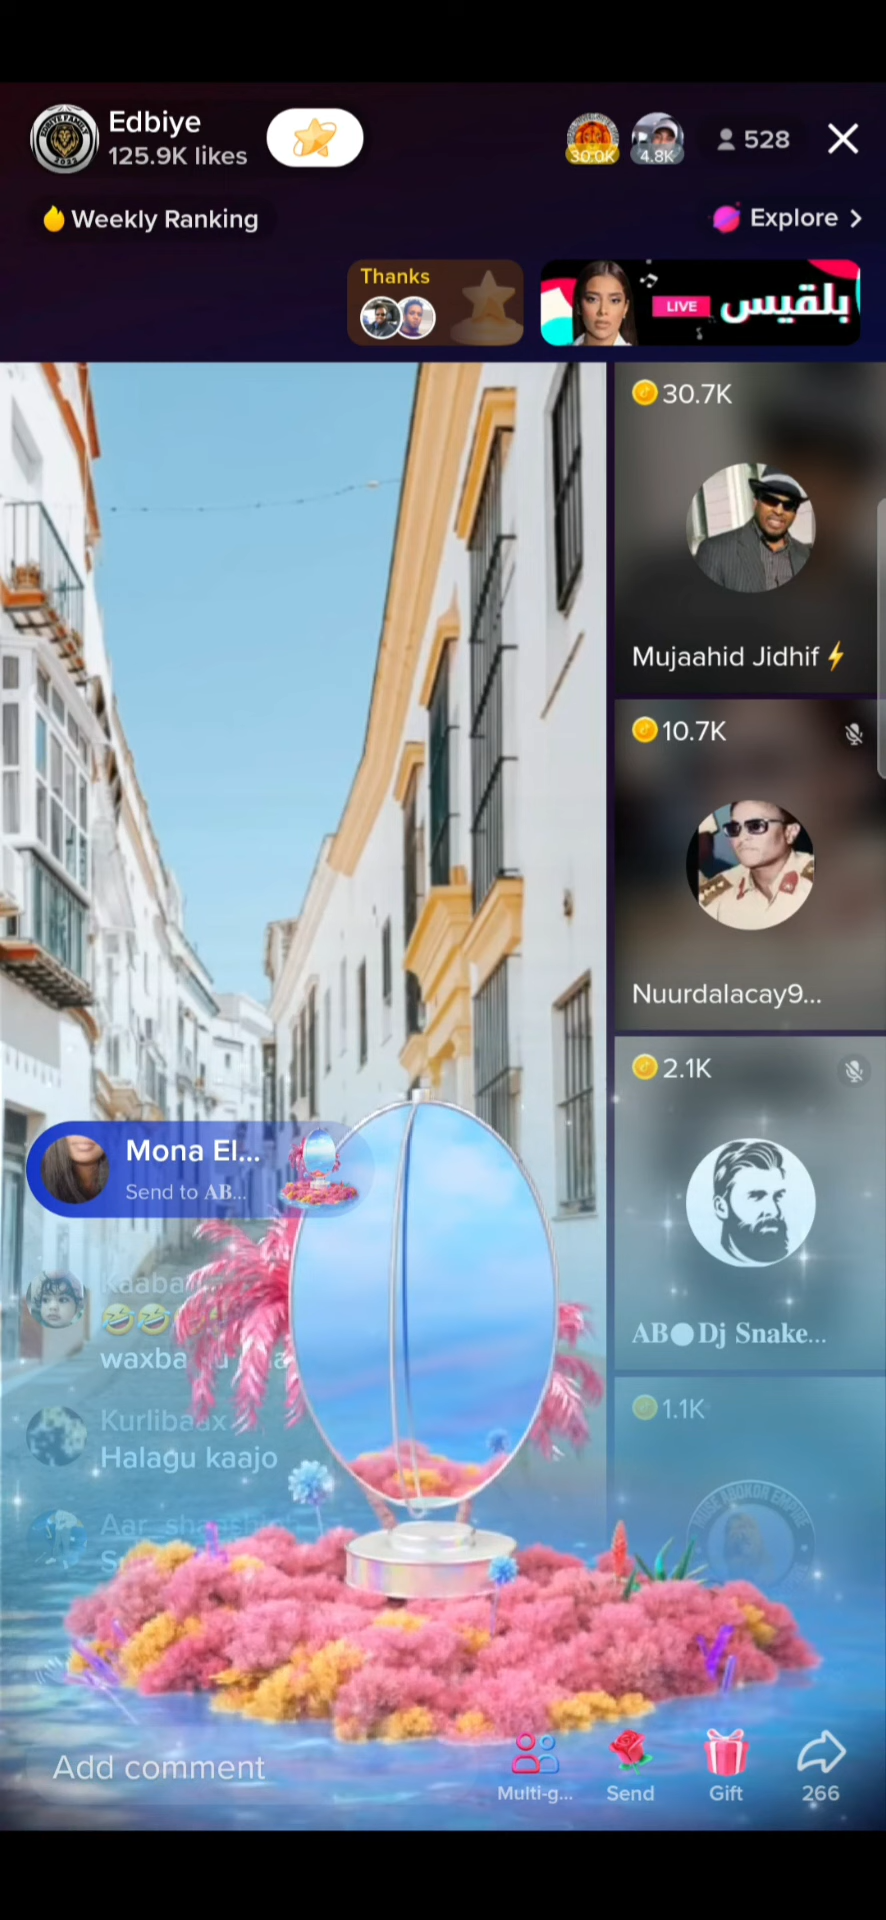 Edbiye
125.9K likes
30.0K
4.8K
528
Weekly Ranking
Explore
Thanks
LIVE
بلقيس
30.7K
Mujaahid Jidhif
10.7K
Nuurdalacay9...
2.1K
AB Dj Snake...
1.1K
Mona El...
Send to AB...
waxba
Kurlibaax
Halagu kaajo
Add comment
Multi-g...
Send
Gift
266